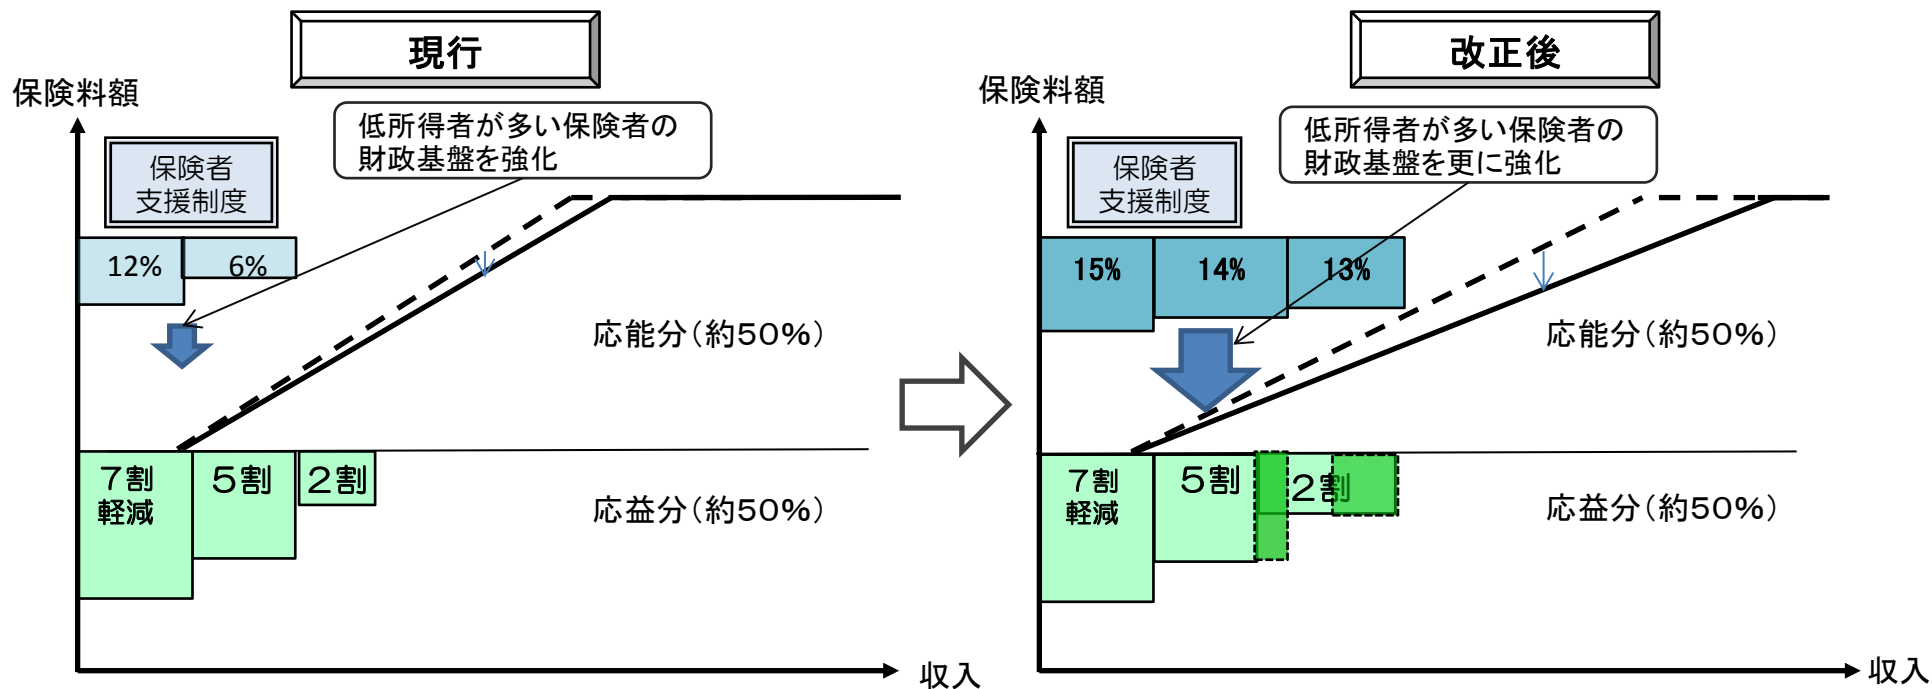 現行
保険料額
低所得者が多い保険者の
財政基盤を強化
保険者
支援制度
12%
6%
応能分(約50%)
7割
軽減
5割
2割
応益分(約50%)
収入
改正後
保険料額
低所得者が多い保険者の
財政基盤を更に強化
保険者
支援制度
15%
14%
13%
応能分(約50%)
7割
軽減
5割
2割
応益分(約50%)
収入